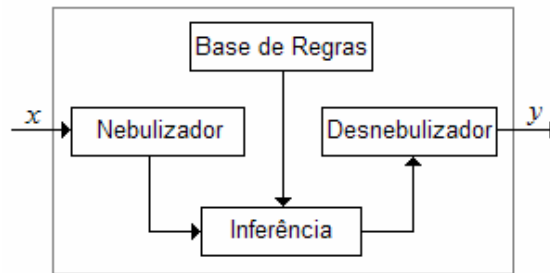 Base de Regras
x
Nebulizador
Desnebulizador
y
Inferência